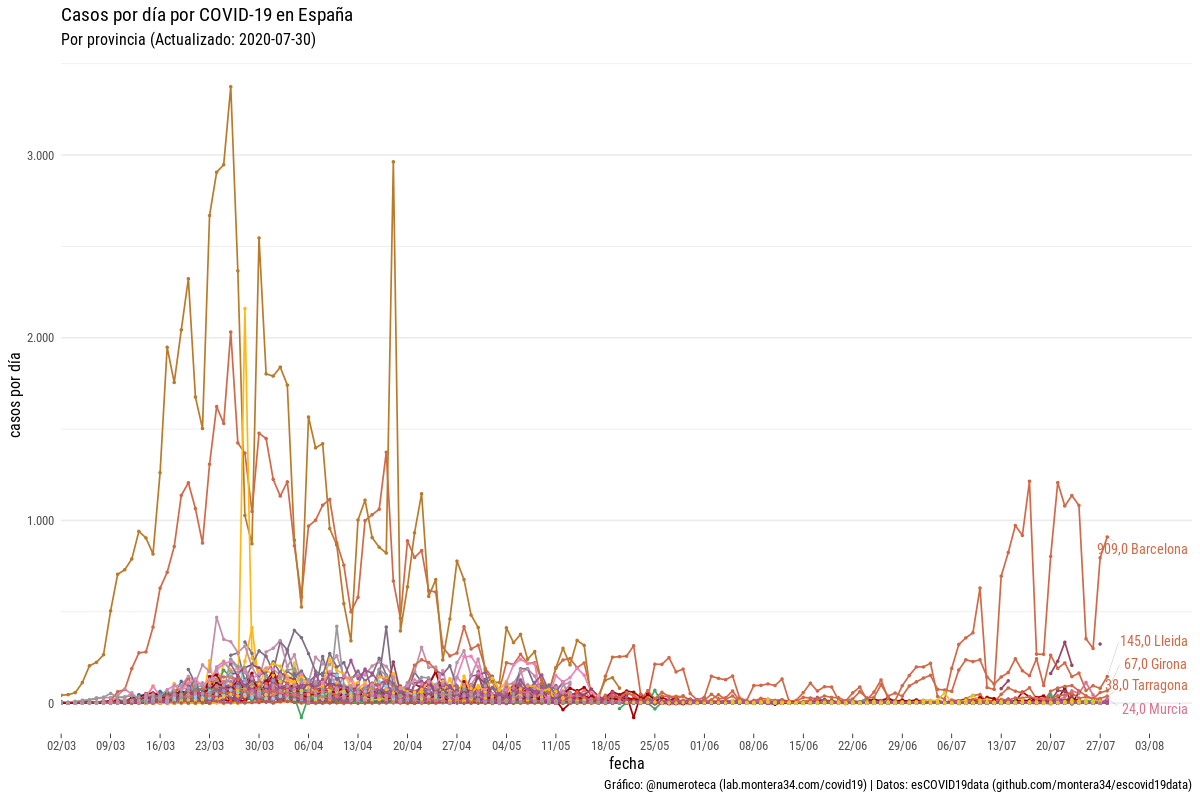 Casos por día por COVID-19 en España
Por provincia (Actualizado: 2020-07-30)
casos por día
3.000
2.000
1.000
0
909,0 Barcelona
145,0 Lleida
67,0 Girona
38,0 Tarragona
24,0 Murcia
02/03 09/03 16/03 23/03 30/03 6/04 13/04 20/04 27/04 04/05 11/05 18/05 25/05 01/06 08/06 15/06 22/06 29/06 06/07 13/07 20/07 27/07 03/08
fecha
Gráfico: @numeroteca (lab.montera34.com/covid19) | Datos: esCOVID19data (github.com/montera34/escovid19data)